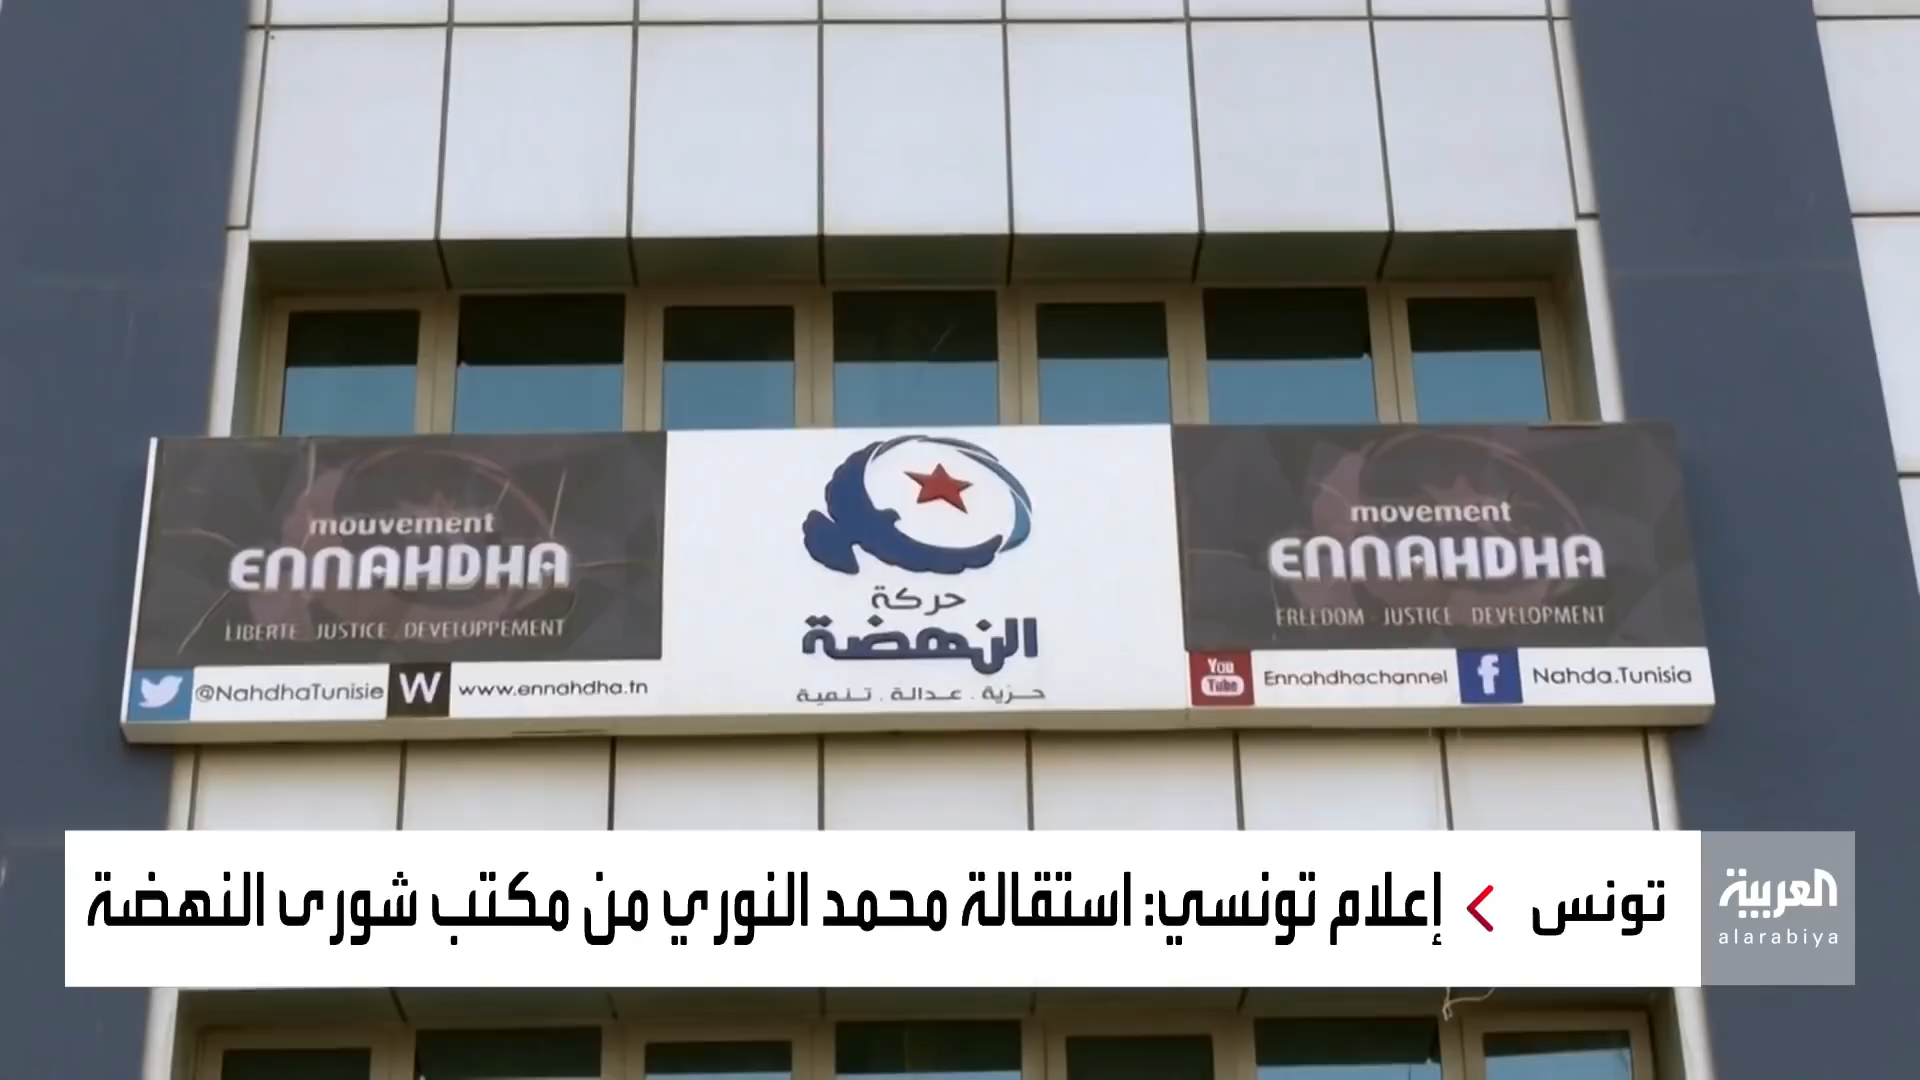 mouvement
ENNAHDHA
LIBERTE . JUSTICE . DEVELOPPEMENT
@NahdhaTunisie
W
www.ennahdha.tn
حركة
النهضة
حرية . عدالة . تنمية
movement
ENNAHDHA
FREEDOM . JUSTICE . DEVELOPMENT
You
Tube
Ennahdhachannel
f
Nahda.Tunisia
تونس > إعلام تونسي: استقالة محمد النوري من مكتب شورى النهضة
العربية
alarabiya